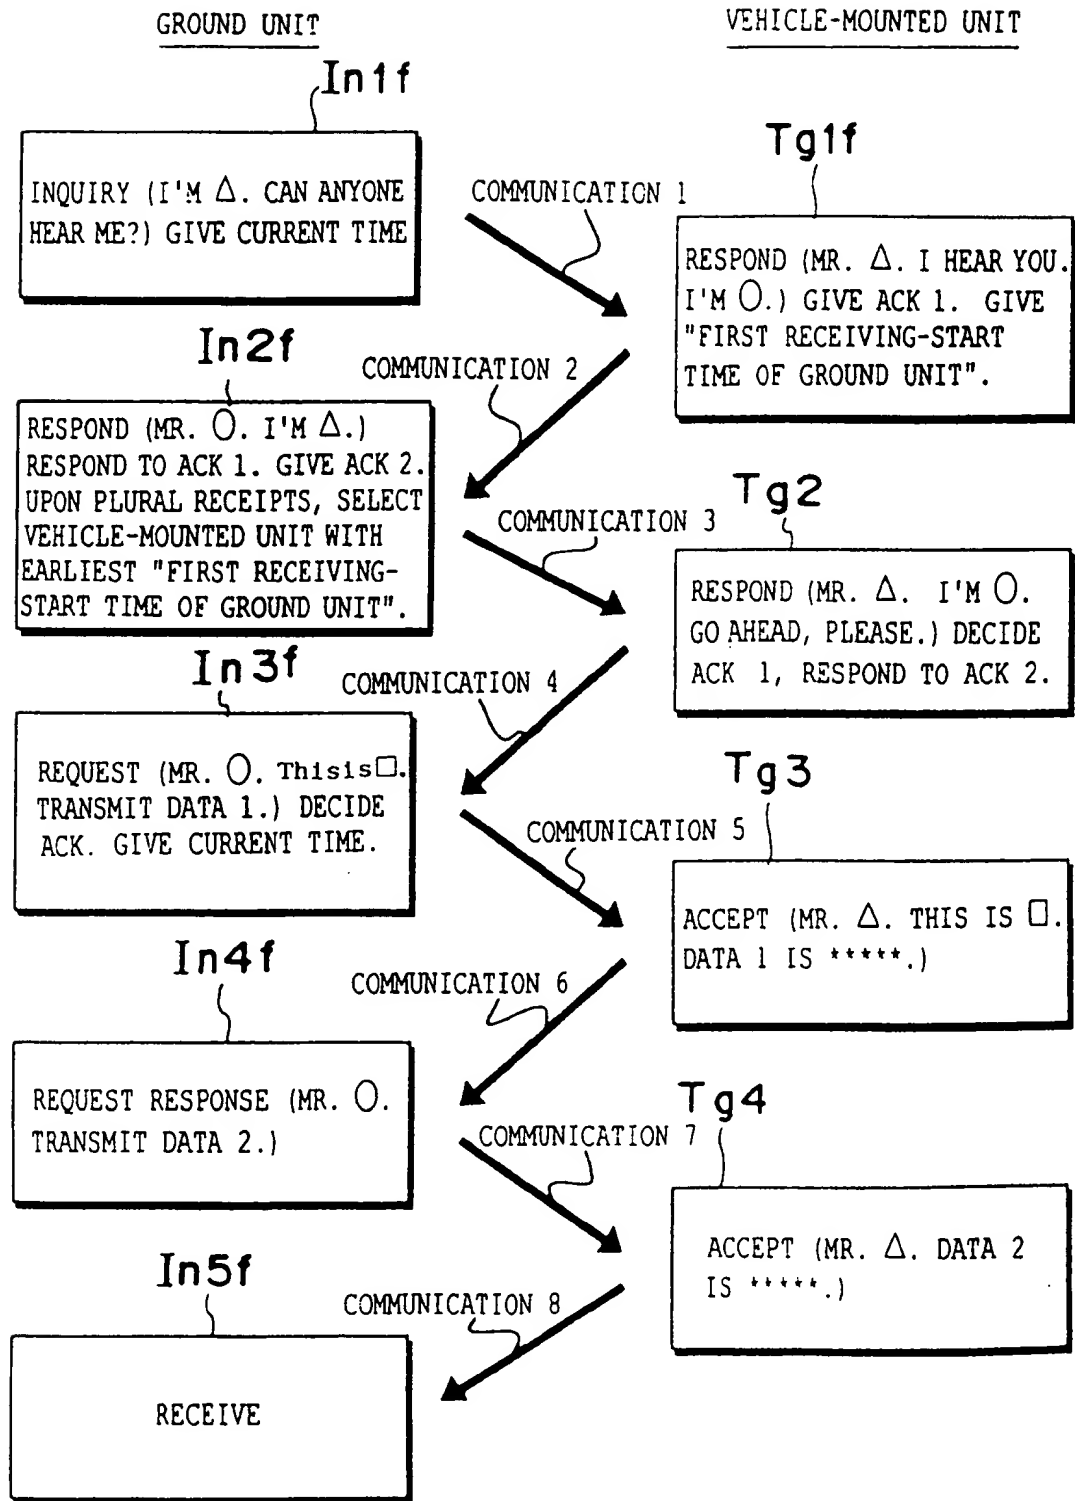 GROUND UNIT
VEHICLE-MOUNTED UNIT
In1f
INQUIRY (I'M △. CAN ANYONE
HEAR ME?) GIVE CURRENT TIME
COMMUNICATION 1
Tg1f
RESPOND (MR. △. I HEAR YOU.
I'M ○.) GIVE ACK 1. GIVE
"FIRST RECEIVING-START
TIME OF GROUND UNIT".
COMMUNICATION 2
In2f
RESPOND (MR. ○. I'M △.)
RESPOND TO ACK 1. GIVE ACK 2.
UPON PLURAL RECEIPTS, SELECT
VEHICLE-MOUNTED UNIT WITH
EARLIEST "FIRST RECEIVING-
START TIME OF GROUND UNIT".
COMMUNICATION 3
Tg2
RESPOND (MR. △. I'M ○.
GO AHEAD, PLEASE.) DECIDE
ACK 1, RESPOND TO ACK 2.
COMMUNICATION 4
In3f
REQUEST (MR. ○. Thisis□.
TRANSMIT DATA 1.) DECIDE
ACK. GIVE CURRENT TIME.
COMMUNICATION 5
Tg3
ACCEPT (MR. △. THIS IS □.
DATA 1 IS *****.)
COMMUNICATION 6
In4f
REQUEST RESPONSE (MR. ○.
TRANSMIT DATA 2.)
COMMUNICATION 7
Tg4
ACCEPT (MR. △. DATA 2
IS *****.)
COMMUNICATION 8
In5f
RECEIVE